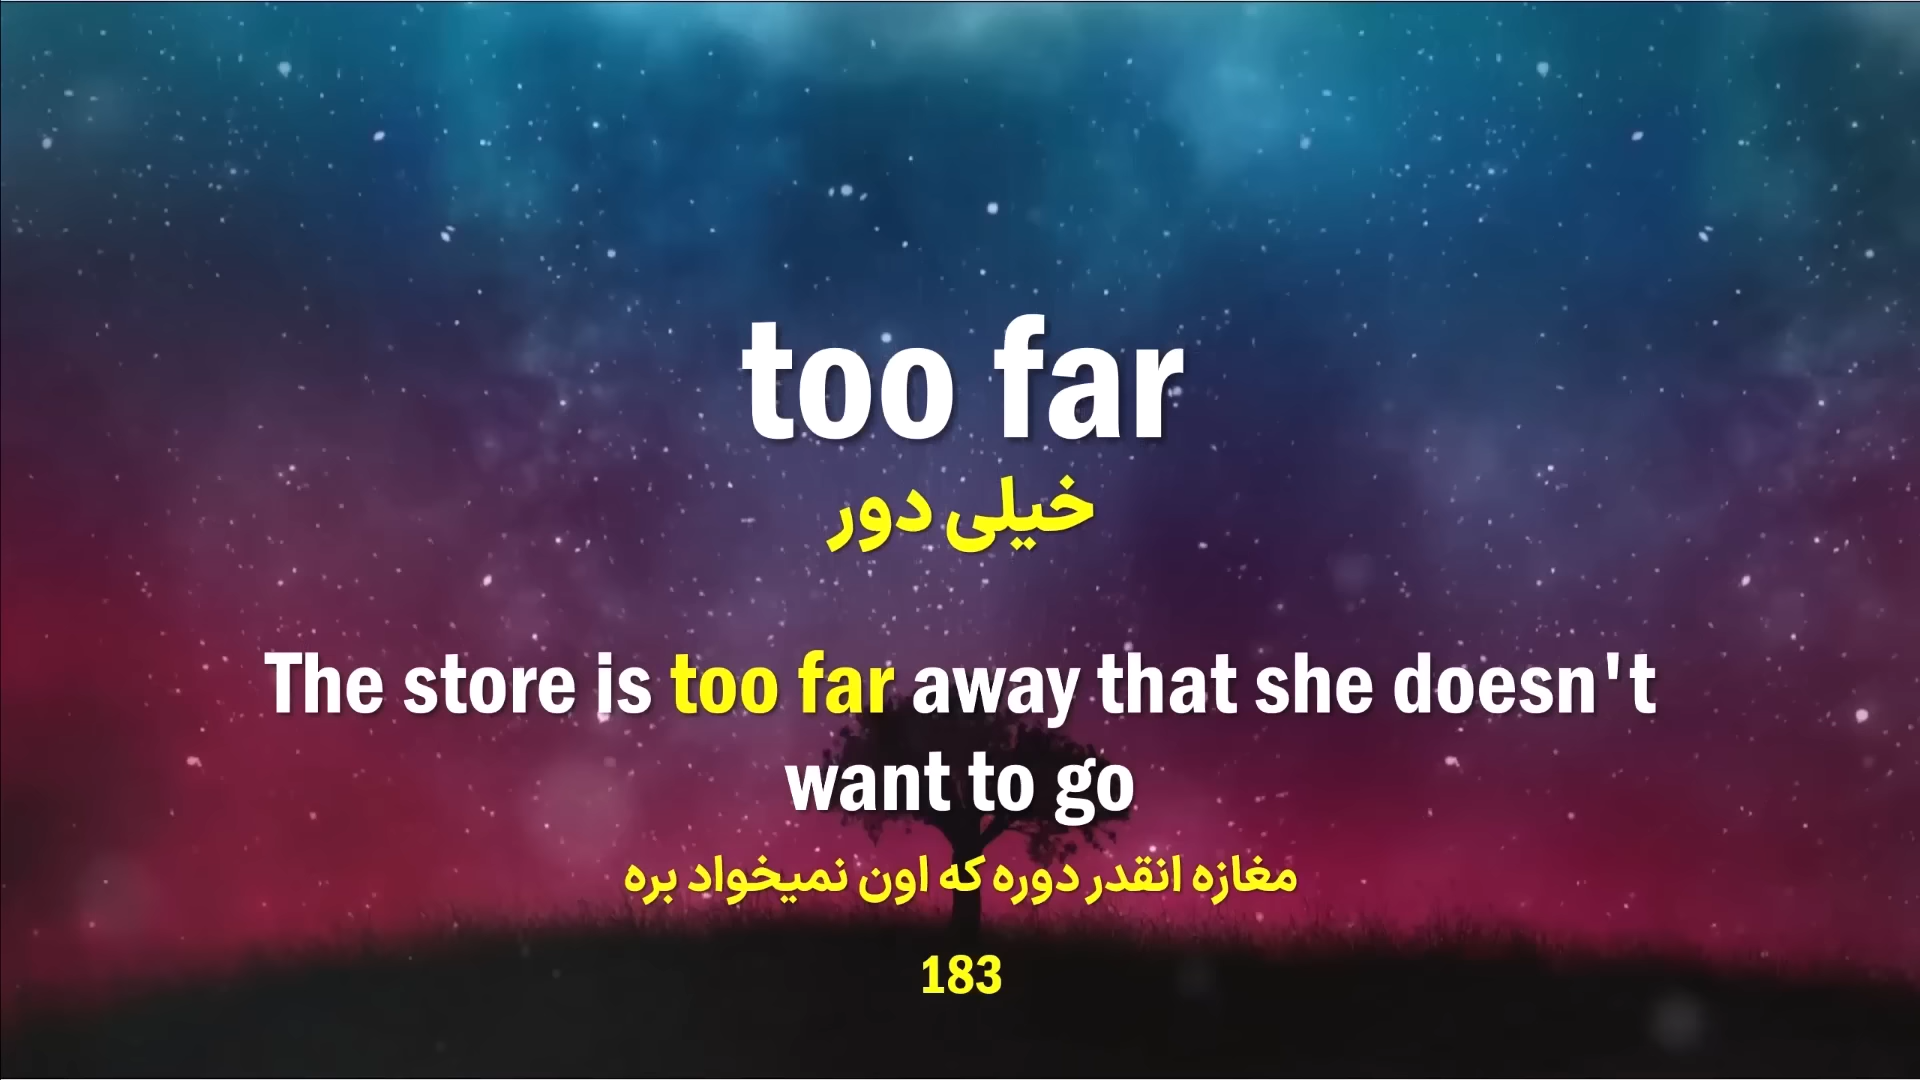 too far
خیلی دور
The store is too far away that she doesn't
want to go
مغازه انقدر دوره که اون نمیخواد بره
183